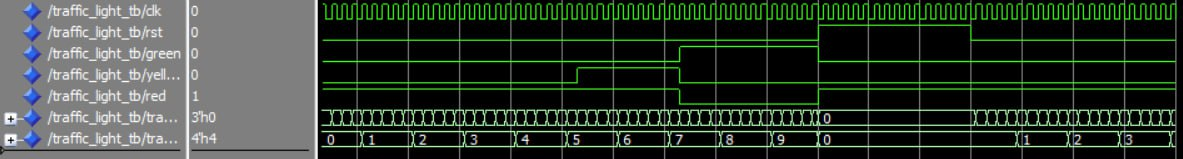 /traffic_light_tb/clk 0
/traffic_light_tb/rst 0
/traffic_light_tb/green 0
/traffic_light_tb/yell... 0
/traffic_light_tb/red 1
/traffic_light_tb/tra... 3'h0 0
/traffic_light_tb/tra... 4'h4 0 1 2 3 4 5 6 7 8 9 0 1 2 3